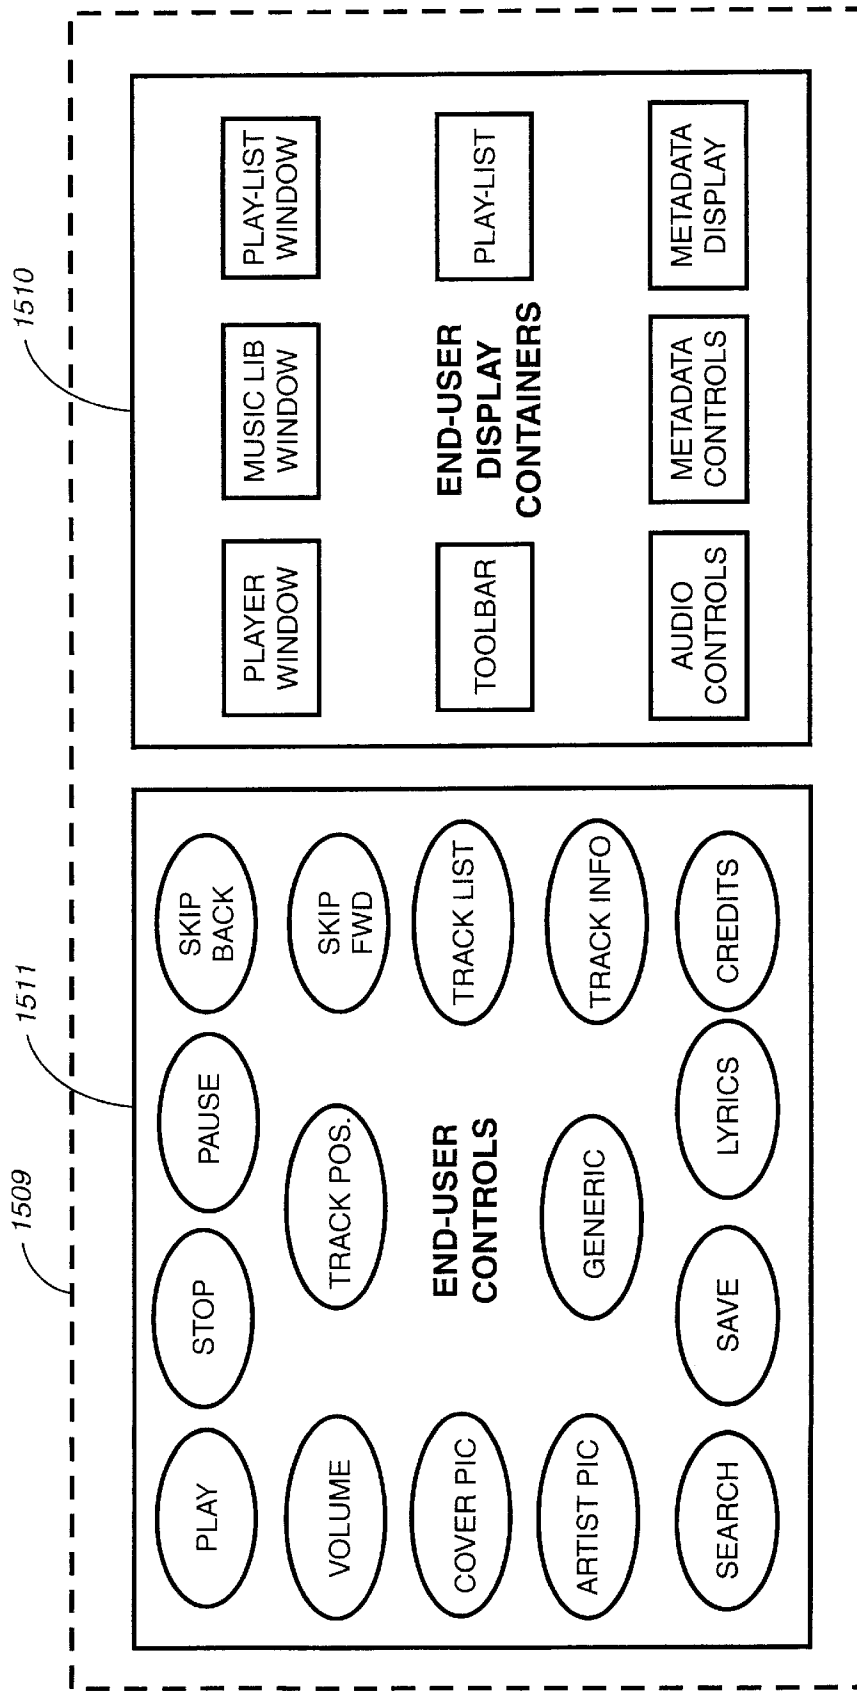 1509
1511
1510
PLAY
STOP
PAUSE
SKIP
BACK
VOLUME
TRACK POS.
SKIP
FWD
COVER PIC
END-USER
CONTROLS
TRACK LIST
ARTIST PIC
GENERIC
TRACK INFO
SEARCH
SAVE
LYRICS
CREDITS
PLAYER
WINDOW
MUSIC LIB
WINDOW
PLAY-LIST
WINDOW
TOOLBAR
END-USER
DISPLAY
CONTAINERS
PLAY-LIST
AUDIO
CONTROLS
METADATA
CONTROLS
METADATA
DISPLAY